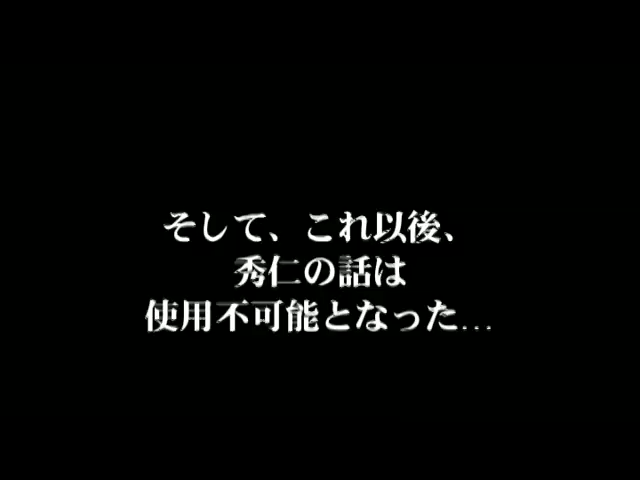 そして、これ以後、
秀仁の話は
使用不可能となった…